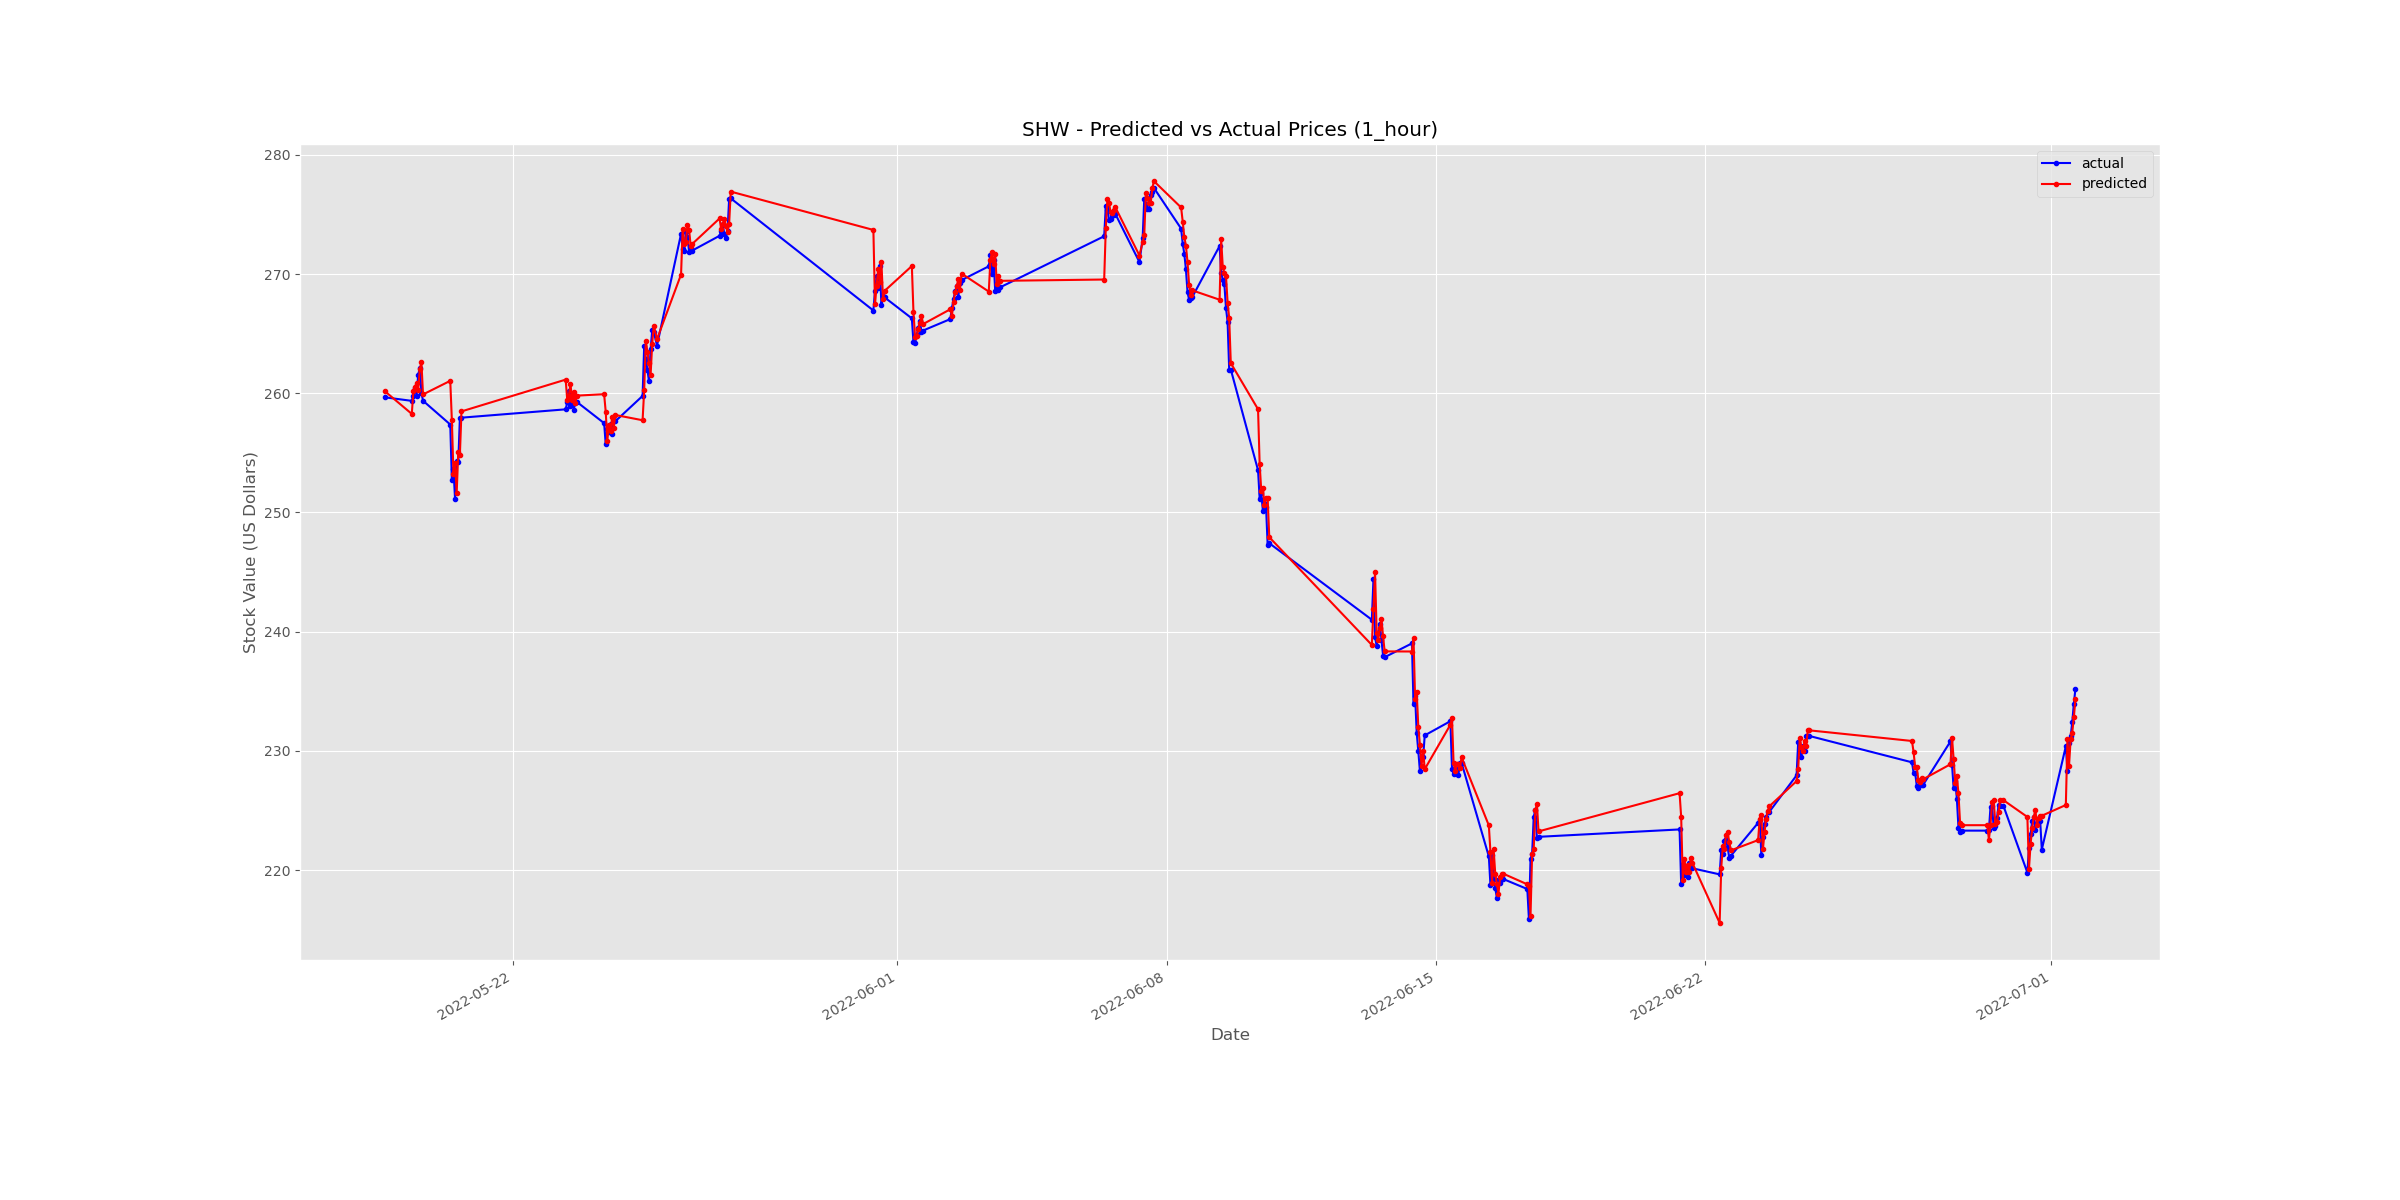 SHW - Predicted vs Actual Prices (1_hour)
actual
predicted
Stock Value (US Dollars)
280
270
260
250
240
230
220
2022-05-22
2022-06-01
2022-06-08
2022-06-15
2022-06-22
2022-07-01
Date